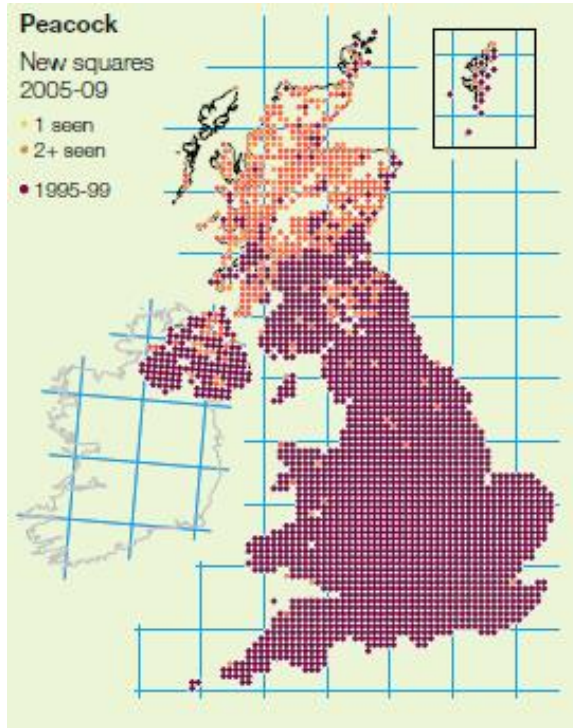 Peacock
New squares
2005-09
1 seen
2+ seen
1995-99